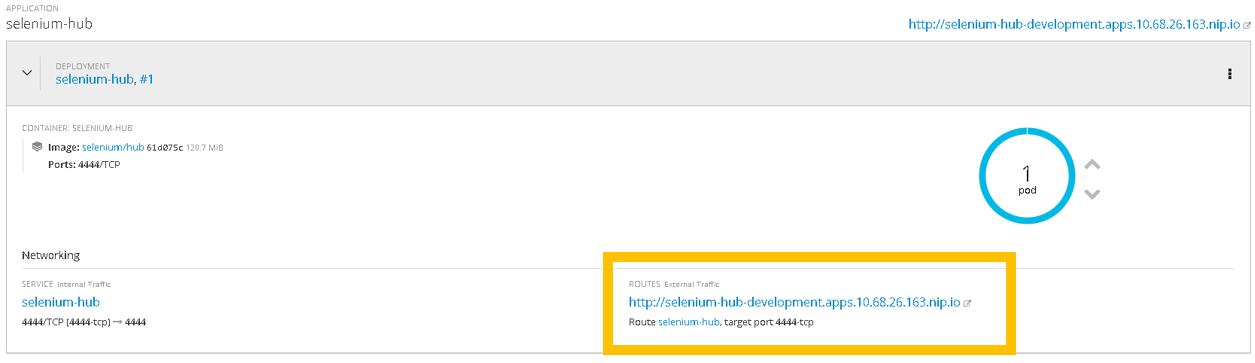 APPLICATION
selenium-hub
http://selenium-hub-development.apps.10.68.26.163.nip.io
DEPLOYMENT
selenium-hub, #1
CONTAINER: SELENIUM-HUB
Image: selenium/hub 61d075c 120.7 MiB
Ports: 4444/TCP
1
pod
Networking
SERVICE Internal Traffic
selenium-hub
4444/TCP (4444-tcp) → 4444
ROUTES External Traffic
http://selenium-hub-development.apps.10.68.26.163.nip.io
Route selenium-hub, target port 4444-tcp